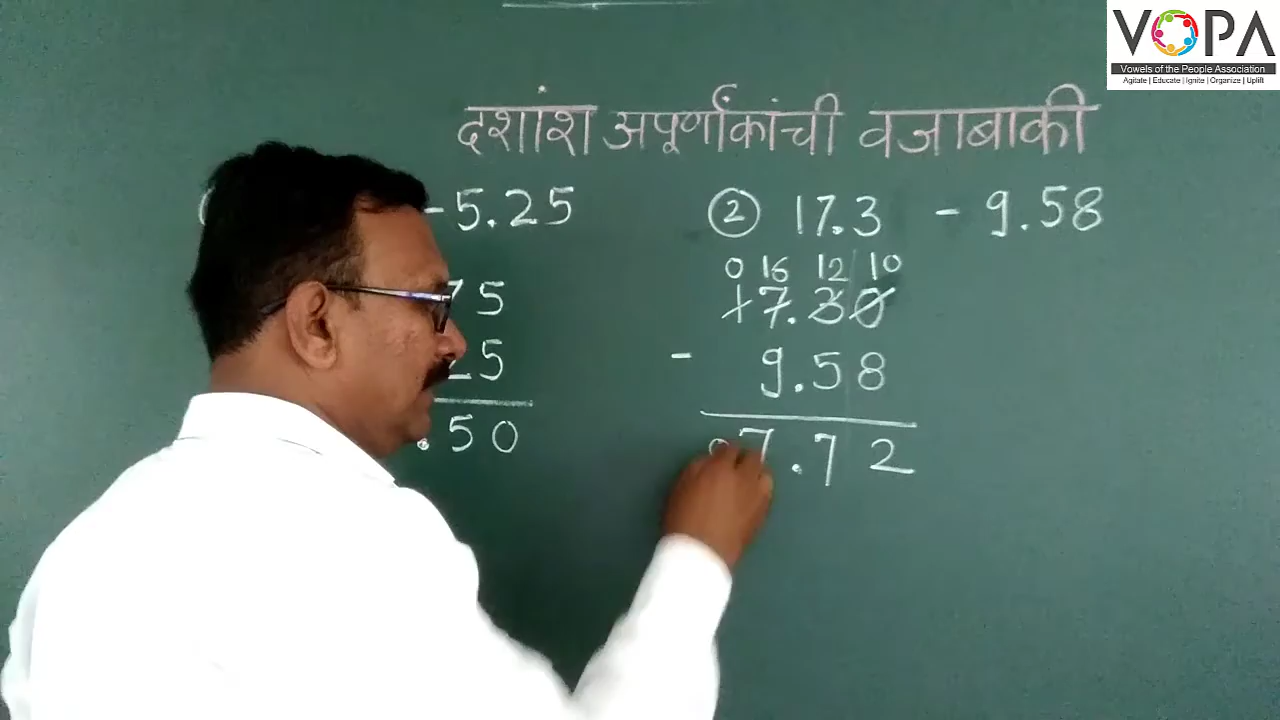 VOPA
Vowels of the People Association
Agitate | Educate | Ignite | Organize | Uplift
दशांश अपूर्णांकांची वजाबाकी
-5.25
② 17.3 - 9.58
0 16 12 10
17.30
75
- 9.58
25
.50
07.72